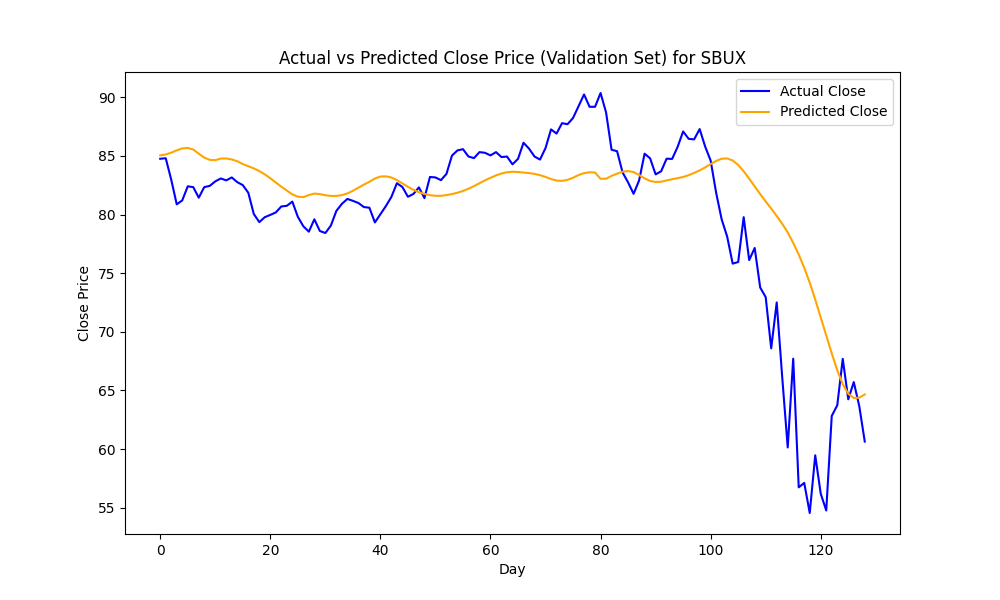 Actual vs Predicted Close Price (Validation Set) for SBUX
Actual Close
Predicted Close
Close Price
90
85
80
75
70
65
60
55
0 20 40 60 80 100 120
Day